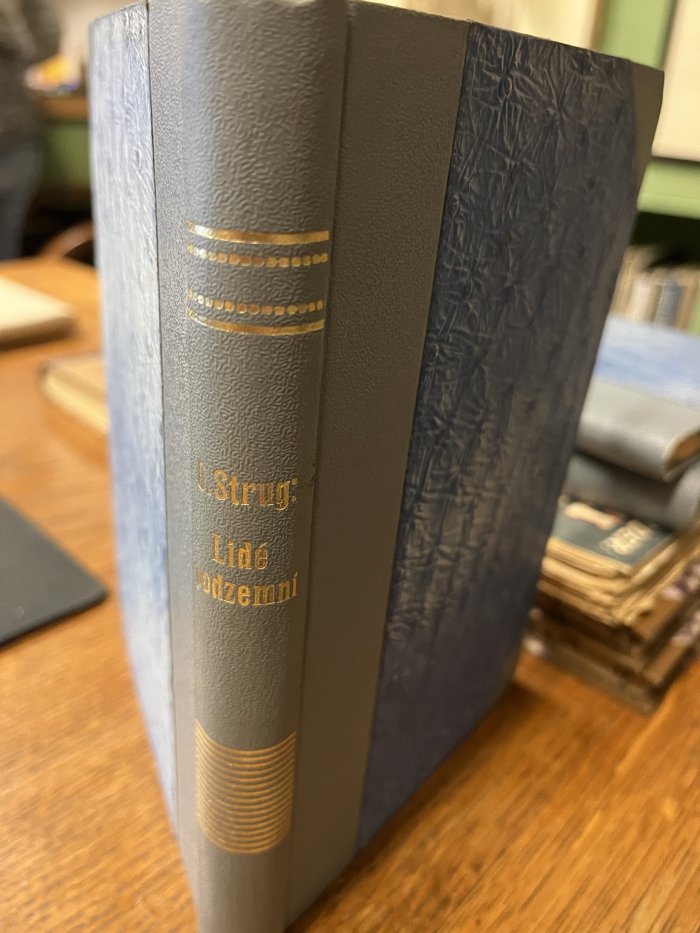 . Strug:
Lidé
podzemní